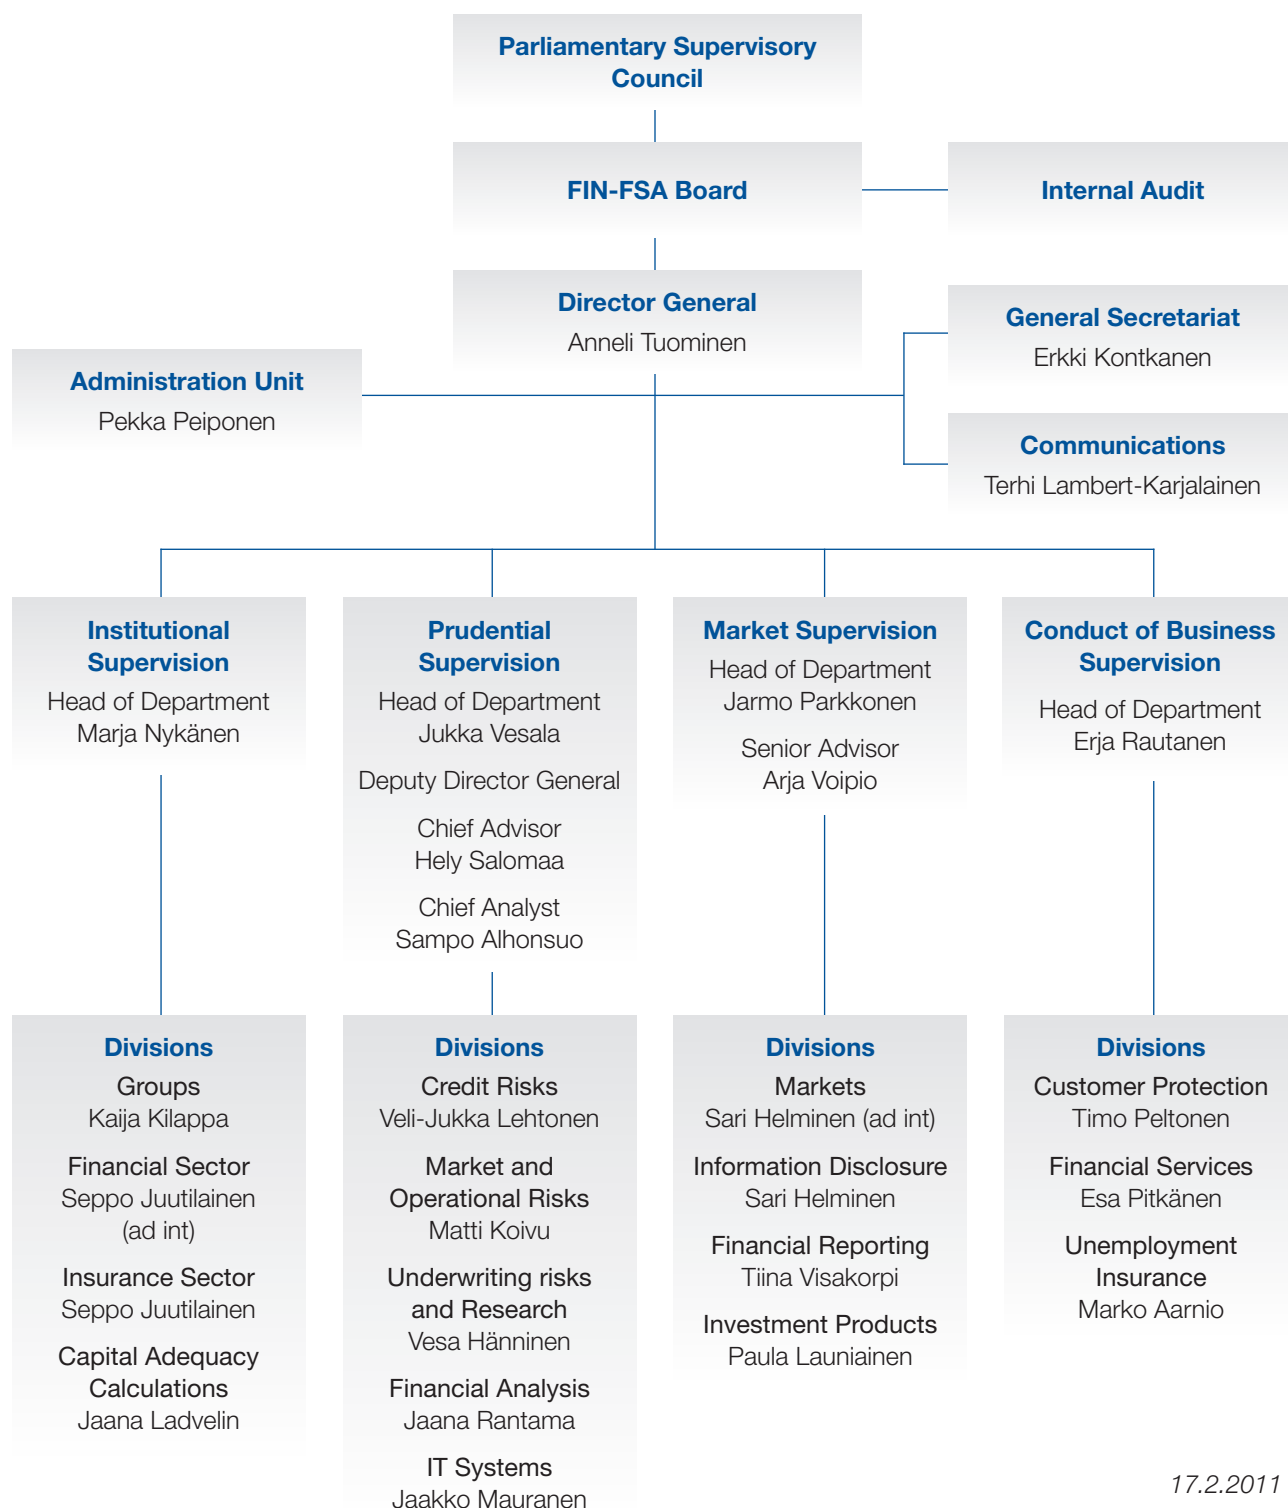 Parliamentary Supervisory
Council
FIN-FSA Board
Internal Audit
Director General
Anneli Tuominen
General Secretariat
Erkki Kontkanen
Administration Unit
Pekka Peiponen
Communications
Terhi Lambert-Karjalainen
Institutional
Supervision
Head of Department
Marja Nykänen
Prudential
Supervision
Head of Department
Jukka Vesala
Deputy Director General
Chief Advisor
Hely Salomaa
Chief Analyst
Sampo Alhonsuo
Market Supervision
Head of Department
Jarmo Parkkonen
Senior Advisor
Arja Voipio
Conduct of Business
Supervision
Head of Department
Erja Rautanen
Divisions
Groups
Kaija Kilappa
Financial Sector
Seppo Juutilainen
(ad int)
Insurance Sector
Seppo Juutilainen
Capital Adequacy
Calculations
Jaana Ladvelin
Divisions
Credit Risks
Veli-Jukka Lehtonen
Market and
Operational Risks
Matti Koivu
Underwriting risks
and Research
Vesa Hänninen
Financial Analysis
Jaana Rantama
IT Systems
Jaakko Mauranen
Divisions
Markets
Sari Helminen (ad int)
Information Disclosure
Sari Helminen
Financial Reporting
Tiina Visakorpi
Investment Products
Paula Launiainen
Divisions
Customer Protection
Timo Peltonen
Financial Services
Esa Pitkänen
Unemployment
Insurance
Marko Aarnio
17.2.2011